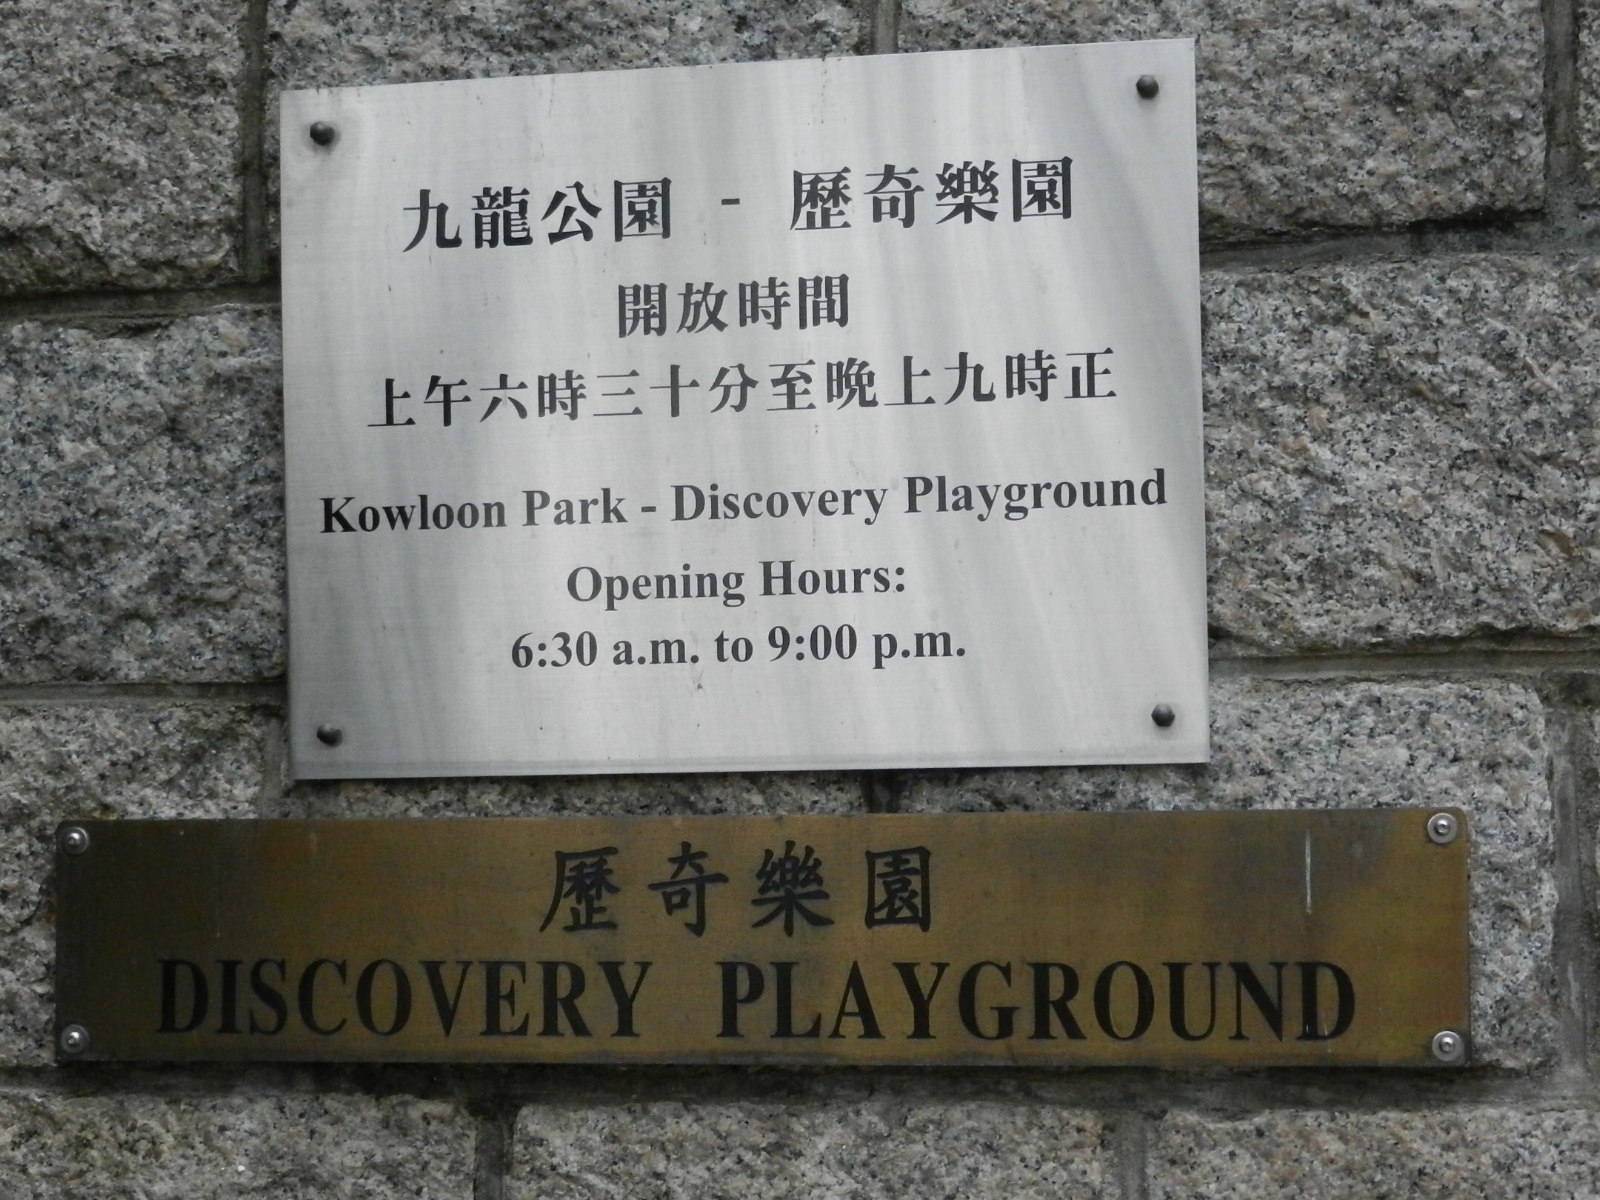 九龍公園 - 歷奇樂園
開放時間
上午六時三十分至晚上九時正
Kowloon Park - Discovery Playground
Opening Hours:
6:30 a.m. to 9:00 p.m.
歷奇樂園
DISCOVERY PLAYGROUND